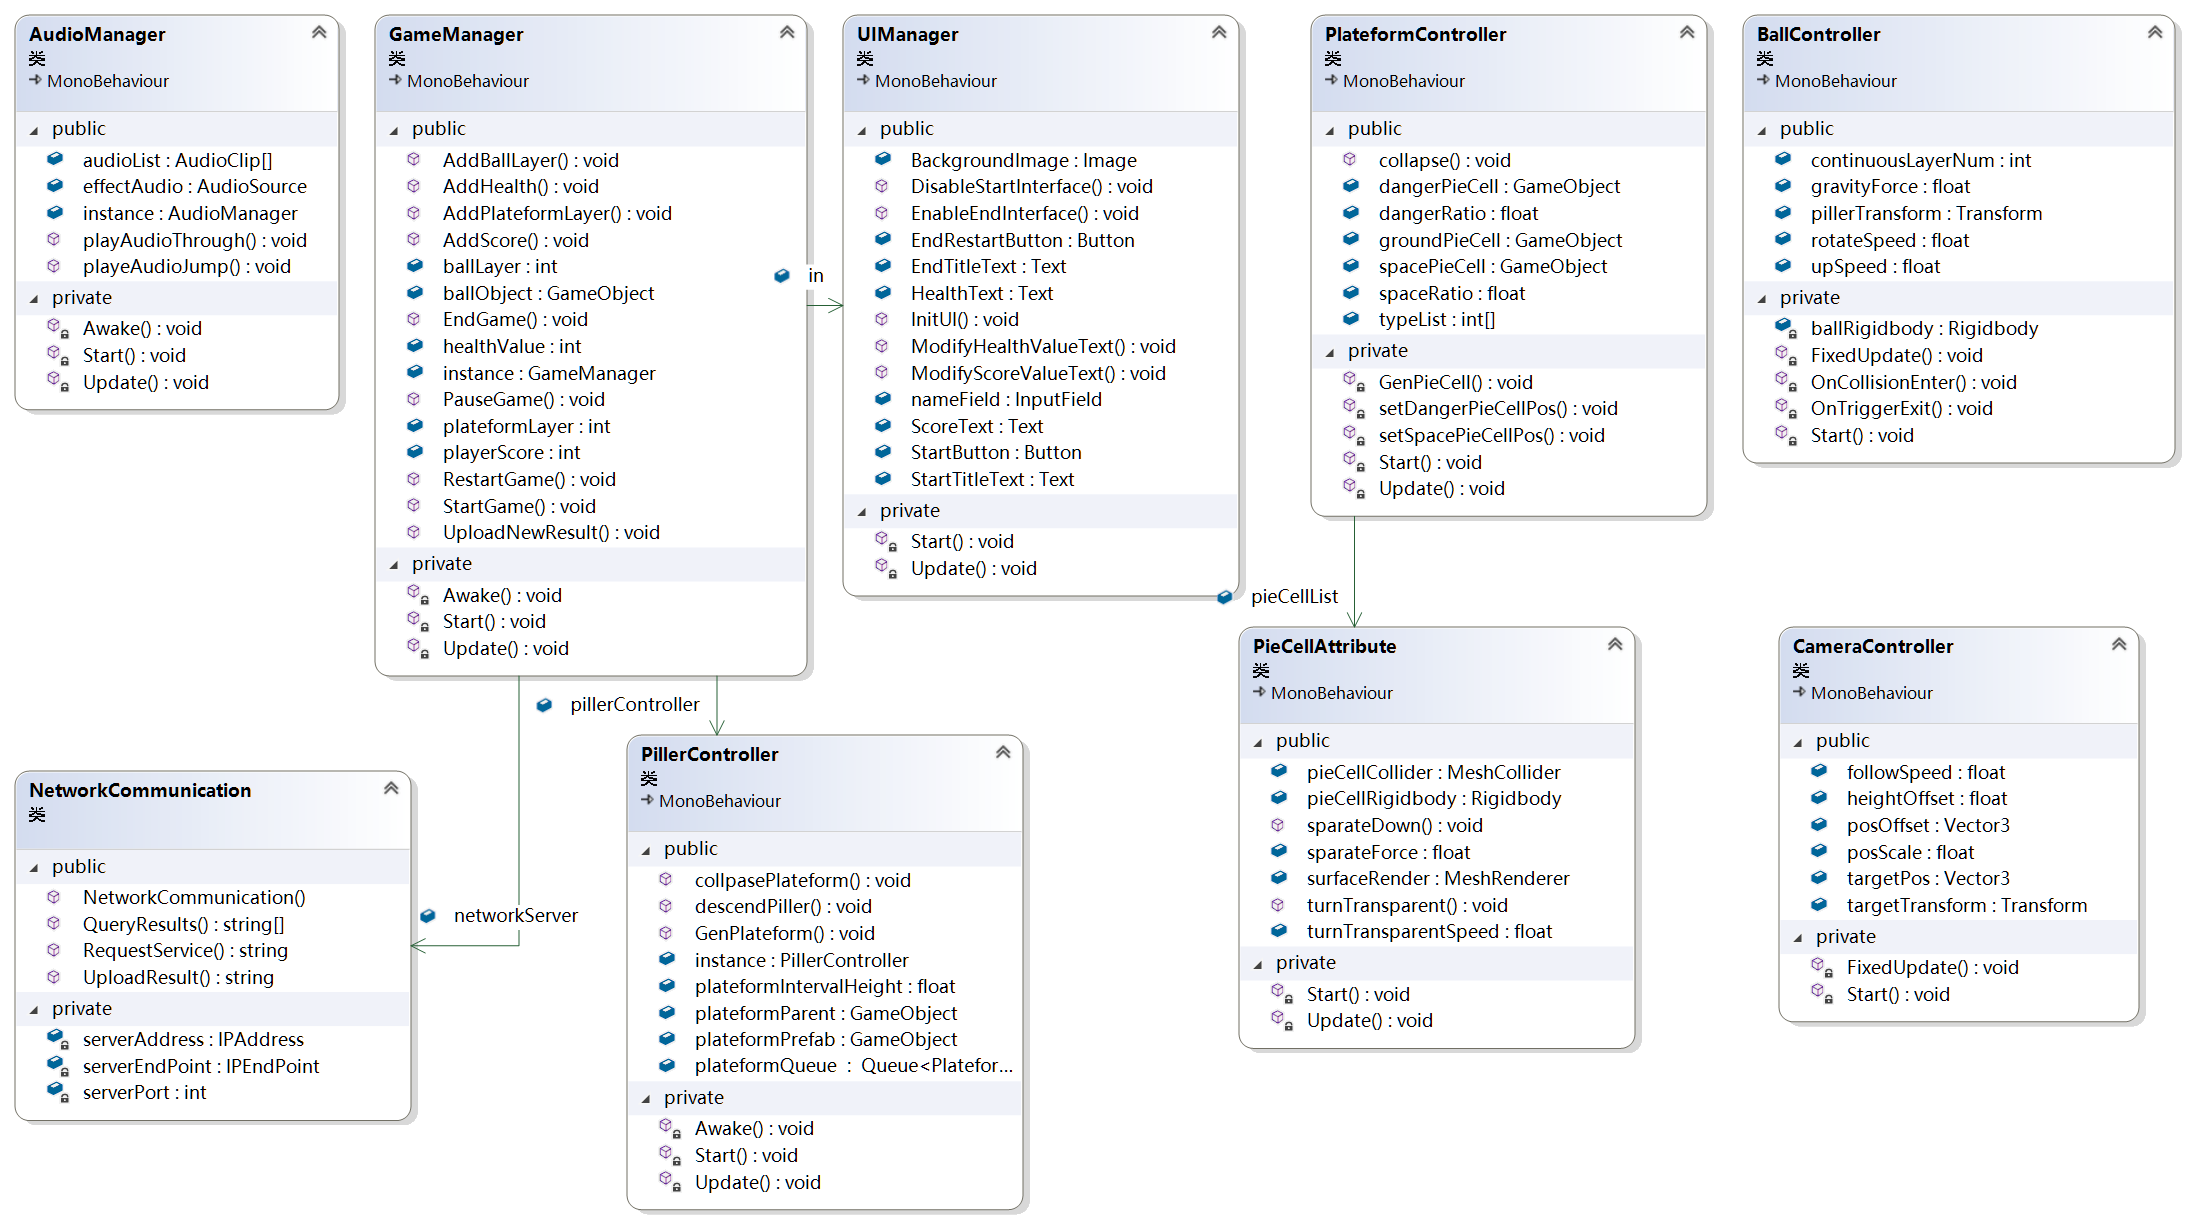 AudioManager
类
MonoBehaviour
public
audioList : AudioClip[]
effectAudio : AudioSource
instance : AudioManager
playAudioThrough() : void
playeAudioJump() : void
private
Awake() : void
Start() : void
Update() : void
GameManager
类
MonoBehaviour
public
AddBallLayer() : void
AddHealth() : void
AddPlateformLayer() : void
AddScore() : void
ballLayer : int
ballObject : GameObject
EndGame() : void
healthValue : int
instance : GameManager
PauseGame() : void
plateformLayer : int
playerScore : int
RestartGame() : void
StartGame() : void
UploadNewResult() : void
private
Awake() : void
Start() : void
Update() : void
in
UIManager
类
MonoBehaviour
public
BackgroundImage : Image
DisableStartInterface() : void
EnableEndInterface() : void
EndRestartButton : Button
EndTitleText : Text
HealthText : Text
InitUI() : void
ModifyHealthValueText() : void
ModifyScoreValueText() : void
nameField : InputField
ScoreText : Text
StartButton : Button
StartTitleText : Text
private
Start() : void
Update() : void
PlateformController
类
MonoBehaviour
public
collapse() : void
dangerPieCell : GameObject
dangerRatio : float
groundPieCell : GameObject
spacePieCell : GameObject
spaceRatio : float
typeList : int[]
private
GenPieCell() : void
setDangerPieCellPos() : void
setSpacePieCellPos() : void
Start() : void
Update() : void
BallController
类
MonoBehaviour
public
continuousLayerNum : int
gravityForce : float
pillerTransform : Transform
rotateSpeed : float
upSpeed : float
private
ballRigidbody : Rigidbody
FixedUpdate() : void
OnCollisionEnter() : void
OnTriggerExit() : void
Start() : void
pieCellList
pillerController
networkServer
NetworkCommunication
类
public
NetworkCommunication()
QueryResults() : string[]
RequestService() : string
UploadResult() : string
private
serverAddress : IPAddress
serverEndPoint : IPEndPoint
serverPort : int
PillerController
类
MonoBehaviour
public
collpasePlateform() : void
descendPiller() : void
GenPlateform() : void
instance : PillerController
plateformIntervalHeight : float
plateformParent : GameObject
plateformPrefab : GameObject
plateformQueue : Queue<Platefor...
private
Awake() : void
Start() : void
Update() : void
PieCellAttribute
类
MonoBehaviour
public
pieCellCollider : MeshCollider
pieCellRigidbody : Rigidbody
sparateDown() : void
sparateForce : float
surfaceRender : MeshRenderer
turnTransparent() : void
turnTransparentSpeed : float
private
Start() : void
Update() : void
CameraController
类
MonoBehaviour
public
followSpeed : float
heightOffset : float
posOffset : Vector3
posScale : float
targetPos : Vector3
targetTransform : Transform
private
FixedUpdate() : void
Start() : void